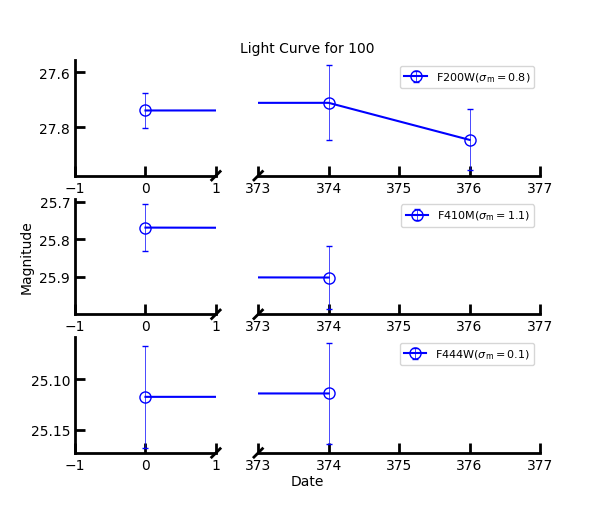 Light Curve for 100
27.6
27.8
F200W(σm = 0.8)
−1 0 1 373 374 375 376 377
25.7
25.8
25.9
F410M(σm = 1.1)
Magnitude
−1 0 1 373 374 375 376 377
25.10
25.15
F444W(σm = 0.1)
−1 0 1 373 374 375 376 377
Date